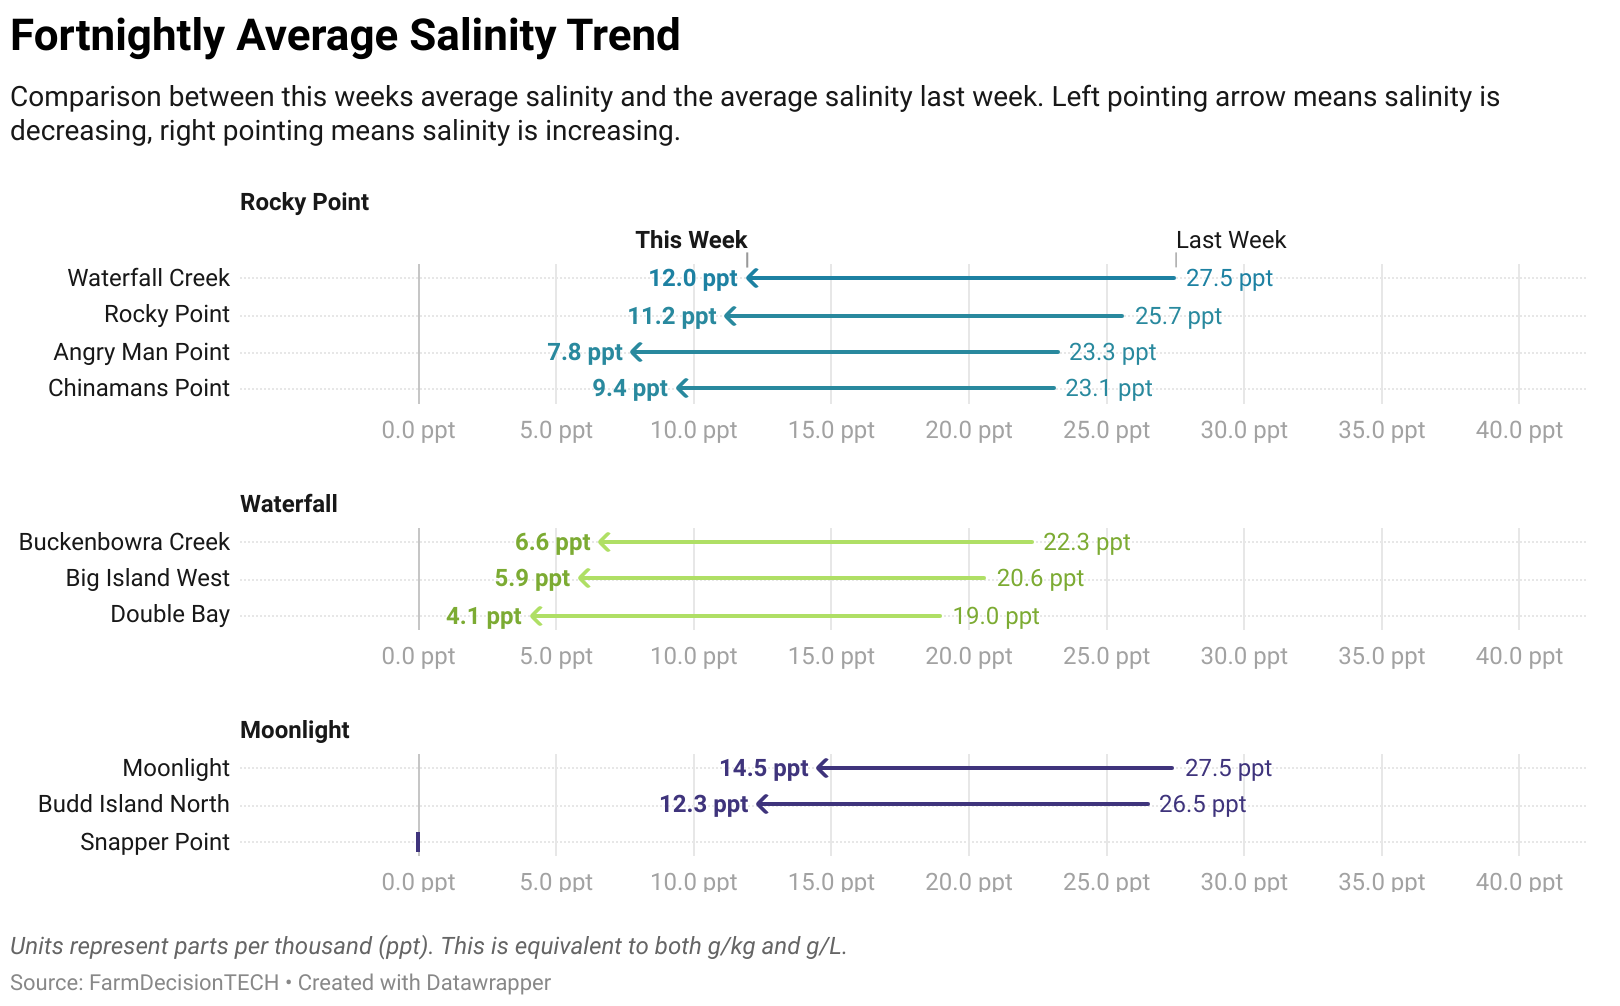 Fortnightly Average Salinity Trend
Comparison between this weeks average salinity and the average salinity last week. Left pointing arrow means salinity is
decreasing, right pointing means salinity is increasing.
Rocky Point
This Week Last Week
Waterfall Creek 12.0 ppt 27.5 ppt
Rocky Point 11.2 ppt 25.7 ppt
Angry Man Point 7.8 ppt 23.3 ppt
Chinamans Point 9.4 ppt 23.1 ppt
0.0 ppt 5.0 ppt 10.0 ppt 15.0 ppt 20.0 ppt 25.0 ppt 30.0 ppt 35.0 ppt 40.0 ppt
Waterfall
Buckenbowra Creek 6.6 ppt 22.3 ppt
Big Island West 5.9 ppt 20.6 ppt
Double Bay 4.1 ppt 19.0 ppt
0.0 ppt 5.0 ppt 10.0 ppt 15.0 ppt 20.0 ppt 25.0 ppt 30.0 ppt 35.0 ppt 40.0 ppt
Moonlight
Moonlight 14.5 ppt 27.5 ppt
Budd Island North 12.3 ppt 26.5 ppt
Snapper Point
0.0 ppt 5.0 ppt 10.0 ppt 15.0 ppt 20.0 ppt 25.0 ppt 30.0 ppt 35.0 ppt 40.0 ppt
Units represent parts per thousand (ppt). This is equivalent to both g/kg and g/L.
Source: FarmDecisionTECH • Created with Datawrapper